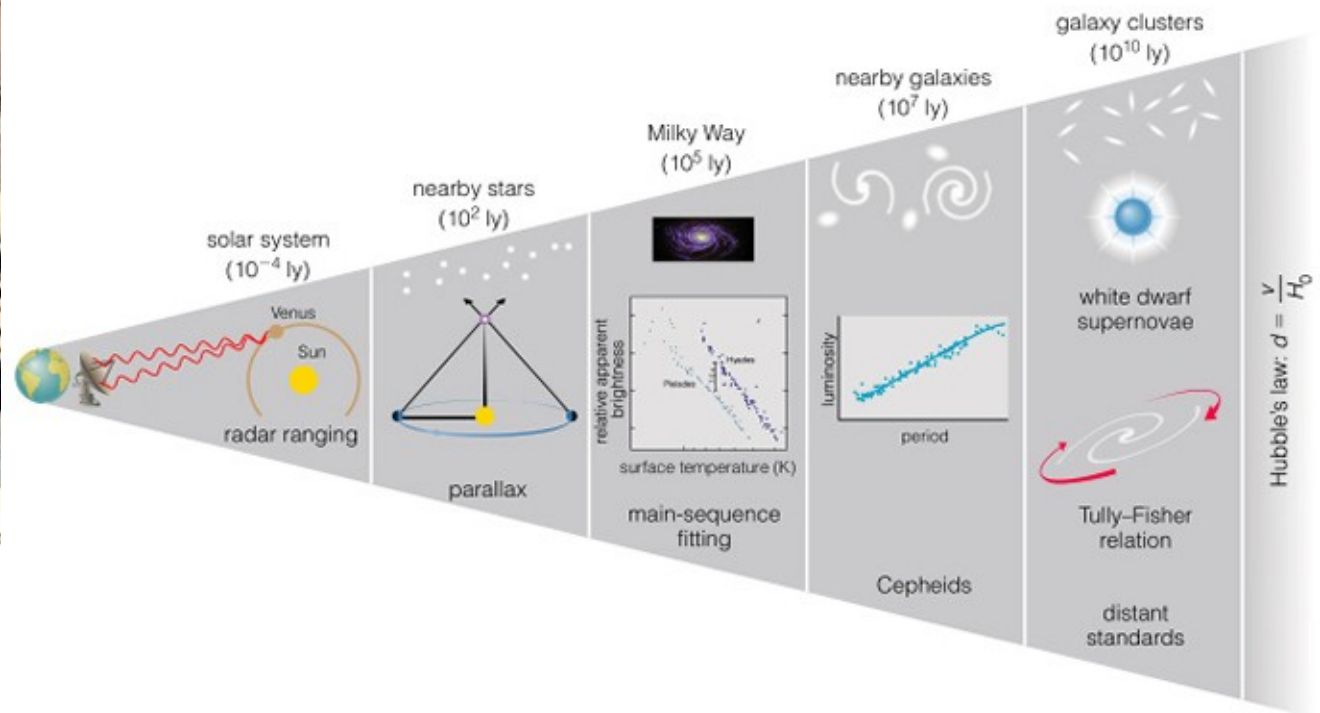 solar system
(10⁻⁴ ly)
Venus
Sun
radar ranging
nearby stars
(10² ly)
parallax
Milky Way
(10⁵ ly)
relative apparent
brightness
Hyades
Pleiades
surface temperature (K)
main-sequence
fitting
nearby galaxies
(10⁷ ly)
luminosity
period
Cepheids
galaxy clusters
(10¹⁰ ly)
white dwarf
supernovae
Tully–Fisher
relation
distant
standards
Hubble's law: d = v/H₀